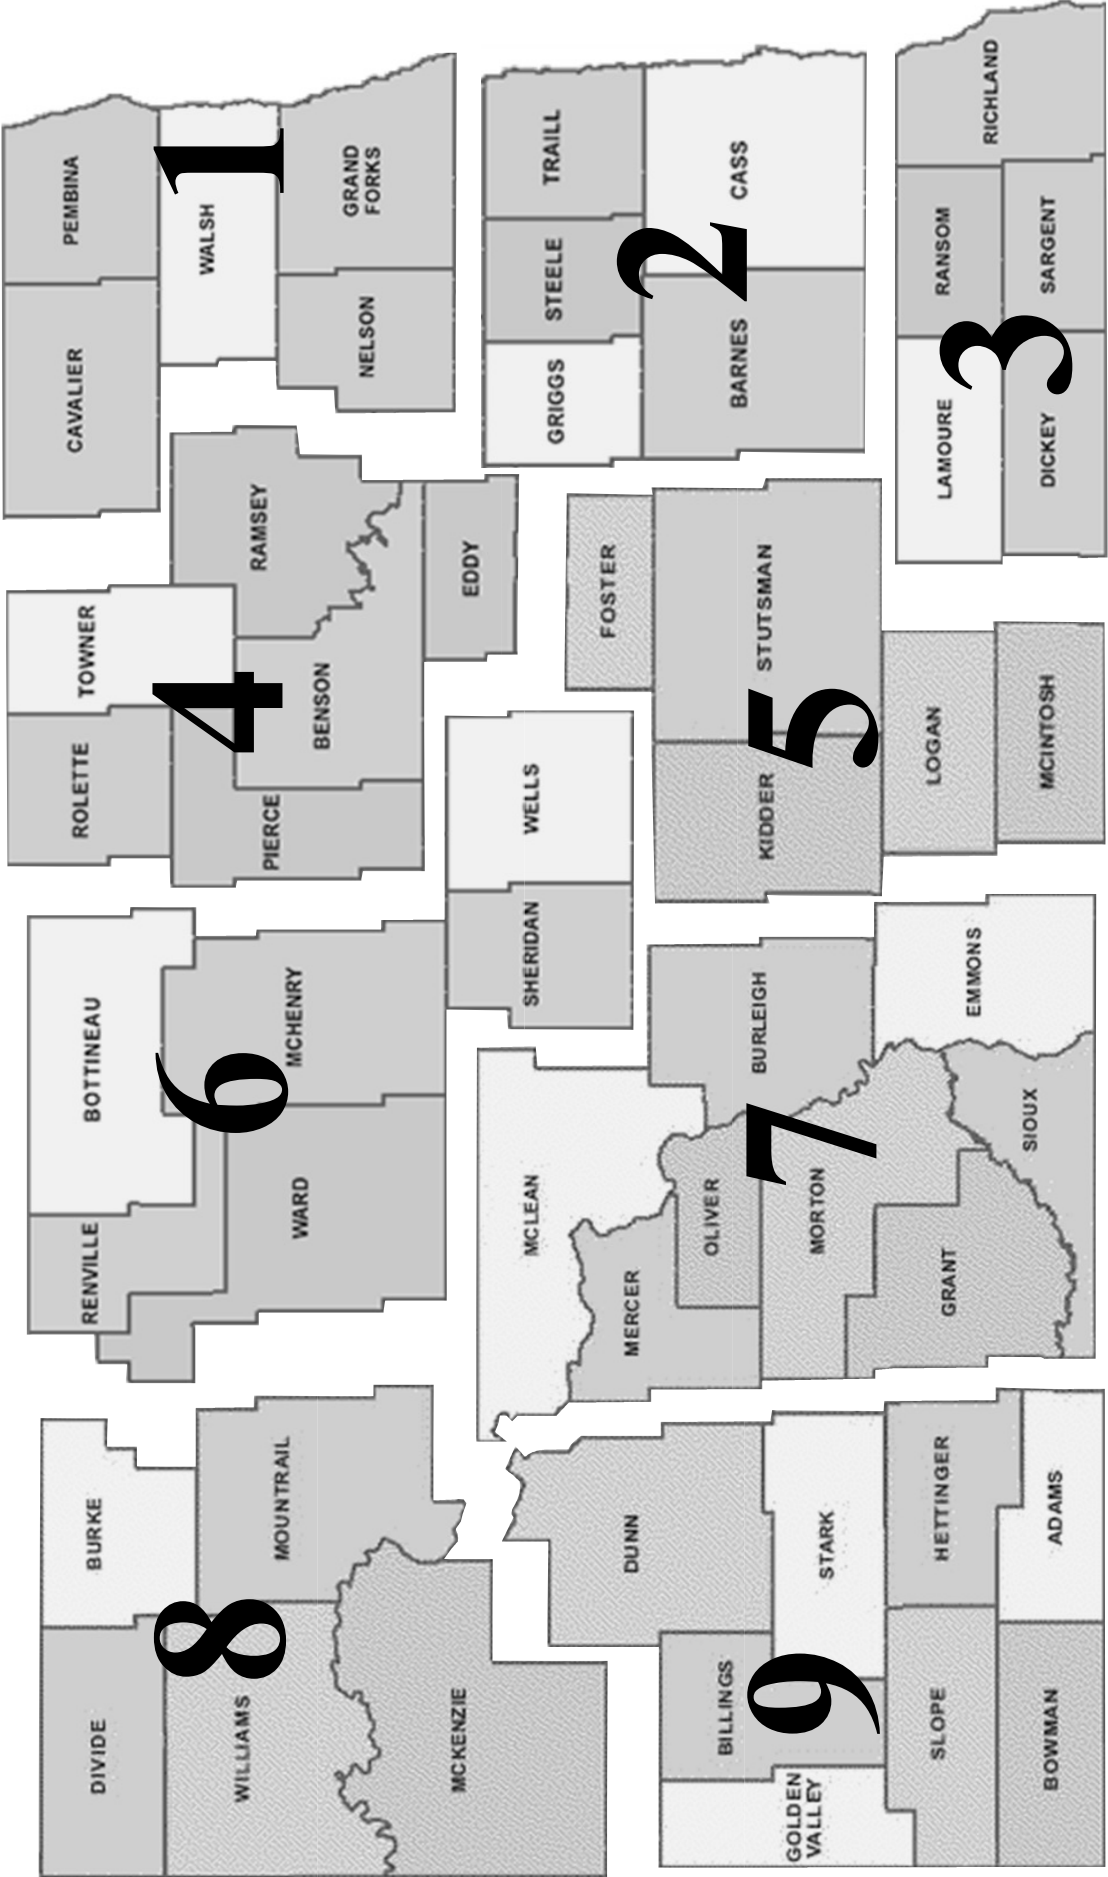 DIVIDE
BURKE
WILLIAMS
MOUNTRAIL
MCKENZIE
8
RENVILLE
BOTTINEAU
WARD
MCHENRY
6
ROLETTE
TOWNER
PIERCE
BENSON
RAMSEY
EDDY
4
CAVALIER
PEMBINA
WALSH
NELSON
GRAND
FORKS
1
GOLDEN
VALLEY
BILLINGS
DUNN
STARK
SLOPE
HETTINGER
BOWMAN
ADAMS
9
MCLEAN
MERCER
OLIVER
MORTON
BURLEIGH
GRANT
SIOUX
EMMONS
7
SHERIDAN
WELLS
FOSTER
KIDDER
STUTSMAN
LOGAN
MCINTOSH
5
GRIGGS
STEELE
TRAILL
BARNES
CASS
2
LAMOURE
RANSOM
RICHLAND
DICKEY
SARGENT
3